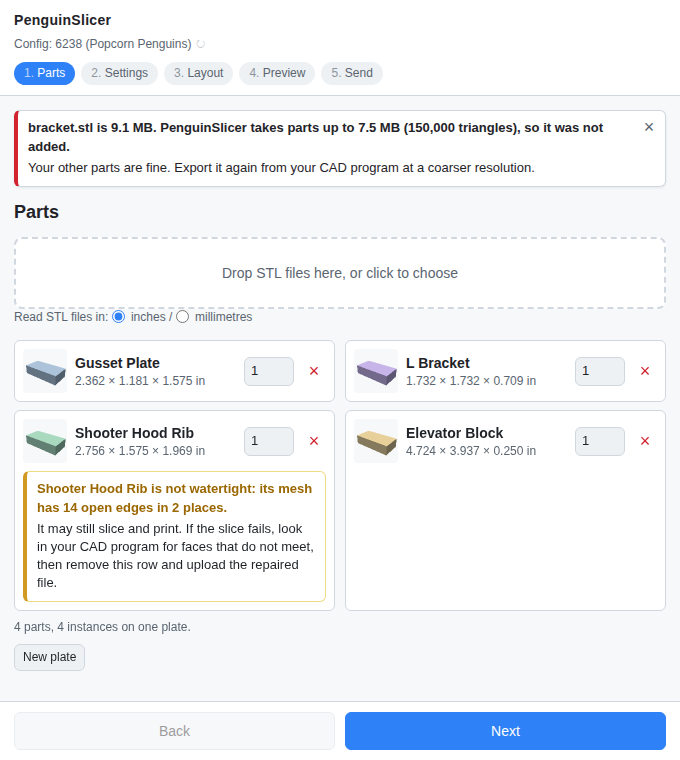 PenguinSlicer
Config: 6238 (Popcorn Penguins)
1. Parts
2. Settings
3. Layout
4. Preview
5. Send
bracket.stl is 9.1 MB. PenguinSlicer takes parts up to 7.5 MB (150,000 triangles), so it was not
added.
Your other parts are fine. Export it again from your CAD program at a coarser resolution.
×
Parts
Drop STL files here, or click to choose
Read STL files in: inches / millimetres
Gusset Plate
2.362 × 1.181 × 1.575 in
1
×
L Bracket
1.732 × 1.732 × 0.709 in
1
×
Shooter Hood Rib
2.756 × 1.575 × 1.969 in
1
×
Shooter Hood Rib is not watertight: its mesh
has 14 open edges in 2 places.
It may still slice and print. If the slice fails, look
in your CAD program for faces that do not meet,
then remove this row and upload the repaired
file.
Elevator Block
4.724 × 3.937 × 0.250 in
1
×
4 parts, 4 instances on one plate.
New plate
Back
Next